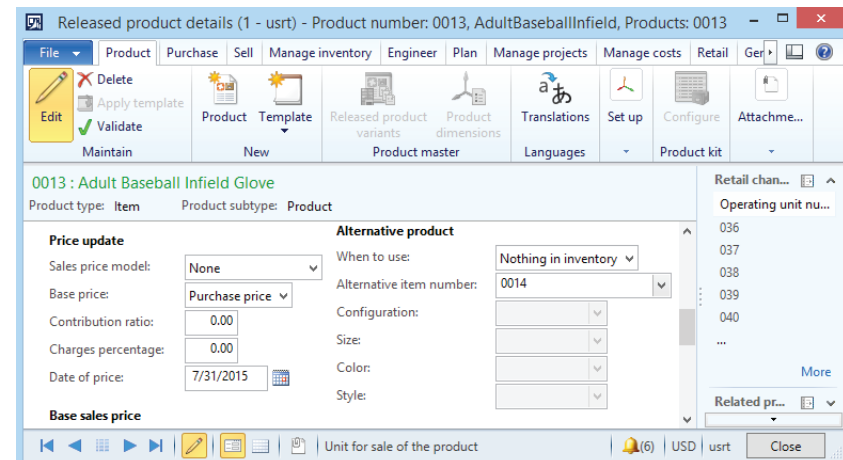 Released product details (1 - usrt) - Product number: 0013, AdultBaseballInfield, Products: 0013
File Product Purchase Sell Manage inventory Engineer Plan Manage projects Manage costs Retail Ger
Edit
Delete
Apply template
Validate
Maintain
Product Template
New
Released product variants
Product dimensions
Product master
Translations
Languages
Set up
Configure
Product kit
Attachme...
0013 : Adult Baseball Infield Glove
Product type: Item Product subtype: Product
Price update
Sales price model: None
Base price: Purchase price
Contribution ratio: 0.00
Charges percentage: 0.00
Date of price: 7/31/2015
Base sales price
Alternative product
When to use: Nothing in inventory
Alternative item number: 0014
Configuration:
Size:
Color:
Style:
Retail chan...
Operating unit nu...
036
037
038
039
040
...
More
Related pr...
Unit for sale of the product (6) USD usrt Close